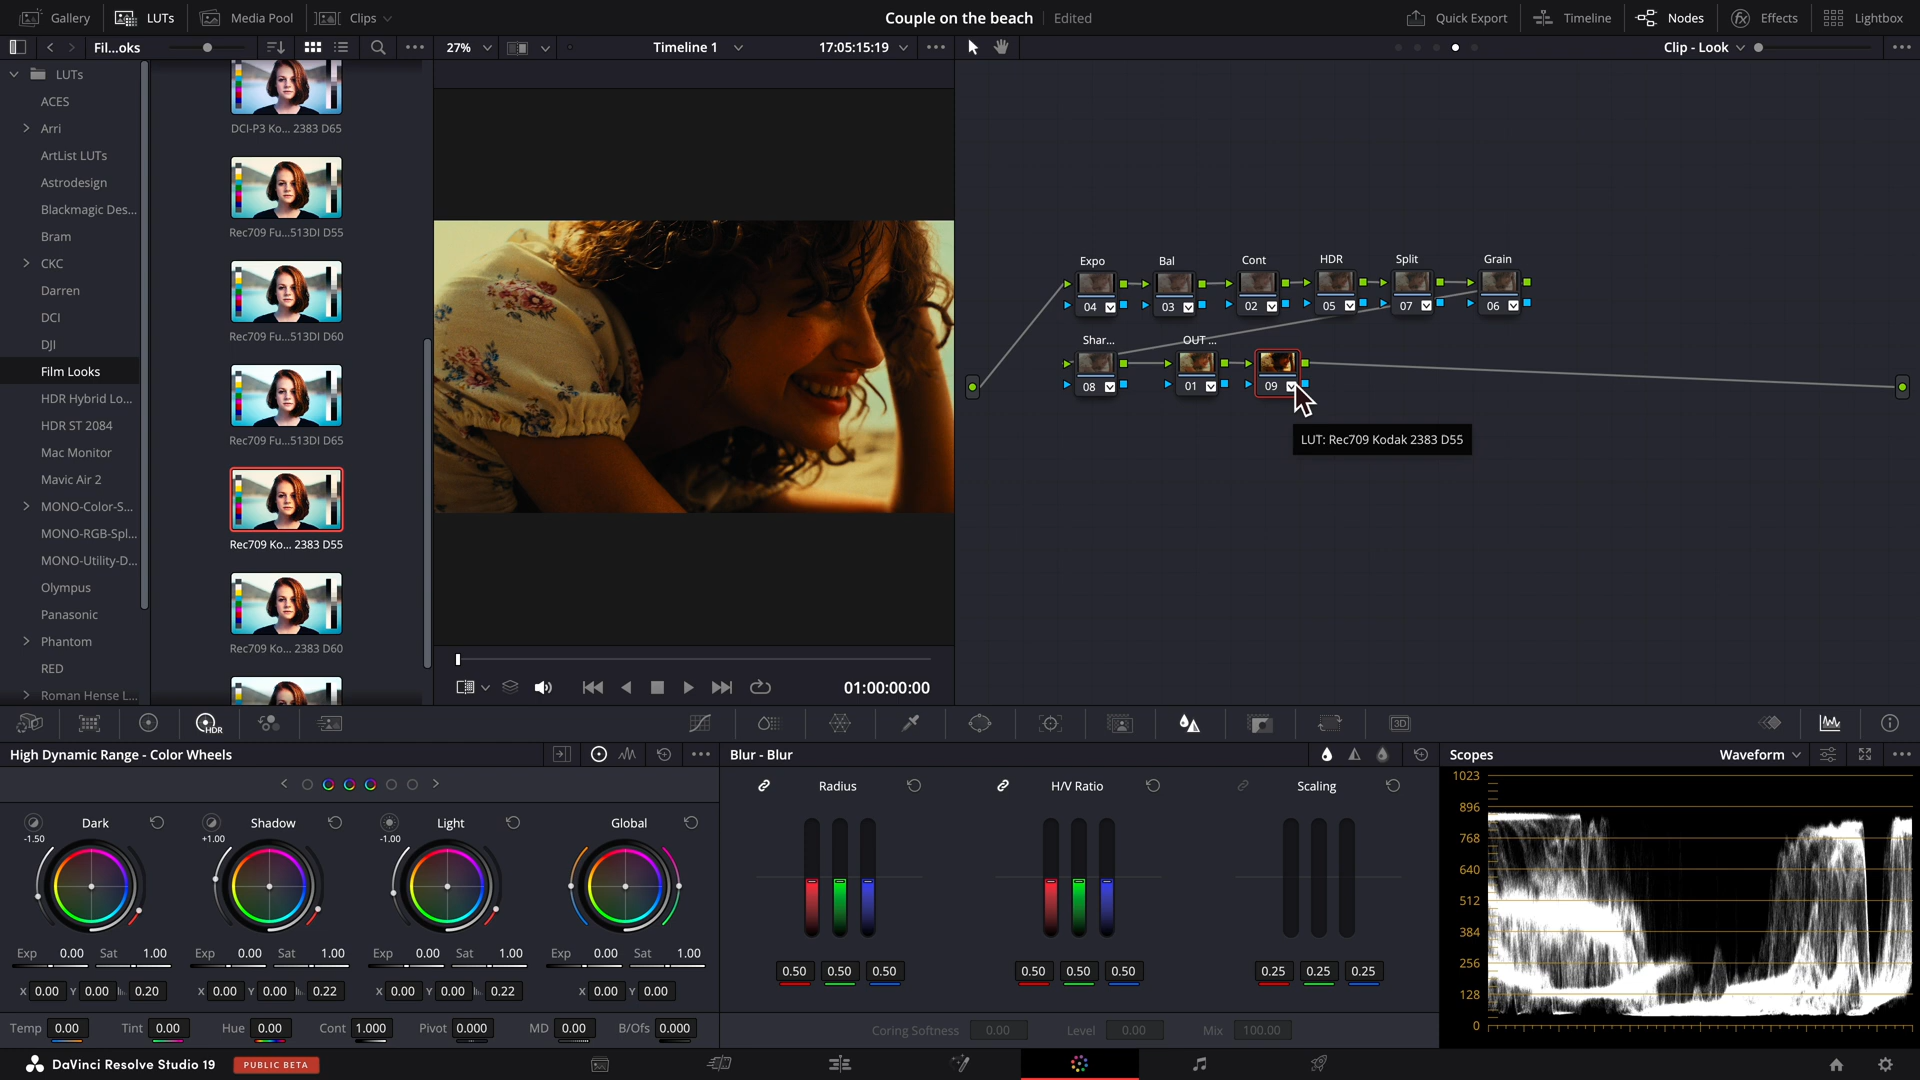 Gallery LUTs Media Pool Clips Couple on the beach Edited Quick Export Timeline Nodes Effects Lightbox
Fil...oks 27% Timeline 1 17:05:15:19 Clip - Look
LUTs
ACES
Arri
ArtList LUTs
Astrodesign
Blackmagic Des...
Bram
CKC
Darren
DCI
DJI
Film Looks
HDR Hybrid Lo...
HDR ST 2084
Mac Monitor
Mavic Air 2
MONO-Color-S...
MONO-RGB-Spl...
MONO-Utility-D...
Olympus
Panasonic
Phantom
RED
Roman Hense L...
DCI-P3 Ko... 2383 D65
Rec709 Fu...513DI D55
Rec709 Fu...513DI D60
Rec709 Fu...513DI D65
Rec709 Ko... 2383 D55
Rec709 Ko... 2383 D60
01:00:00:00
Expo Bal Cont HDR Split Grain
04 03 02 05 07 06
Shar... OUT ...
08 01 09
LUT: Rec709 Kodak 2383 D55
HDR
3D
High Dynamic Range - Color Wheels
Dark Shadow Light Global
-1.50 +1.00 -1.00
Exp 0.00 Sat 1.00 Exp 0.00 Sat 1.00 Exp 0.00 Sat 1.00 Exp 0.00 Sat 1.00
X 0.00 Y 0.00 0.20 X 0.00 Y 0.00 0.22 X 0.00 Y 0.00 0.22 X 0.00 Y 0.00
Temp 0.00 Tint 0.00 Hue 0.00 Cont 1.000 Pivot 0.000 MD 0.00 B/Ofs 0.000
Blur - Blur
Radius H/V Ratio Scaling
0.50 0.50 0.50 0.50 0.50 0.50 0.25 0.25 0.25
Coring Softness 0.00 Level 0.00 Mix 100.00
Scopes Waveform
1023
896
768
640
512
384
256
128
0
DaVinci Resolve Studio 19 PUBLIC BETA